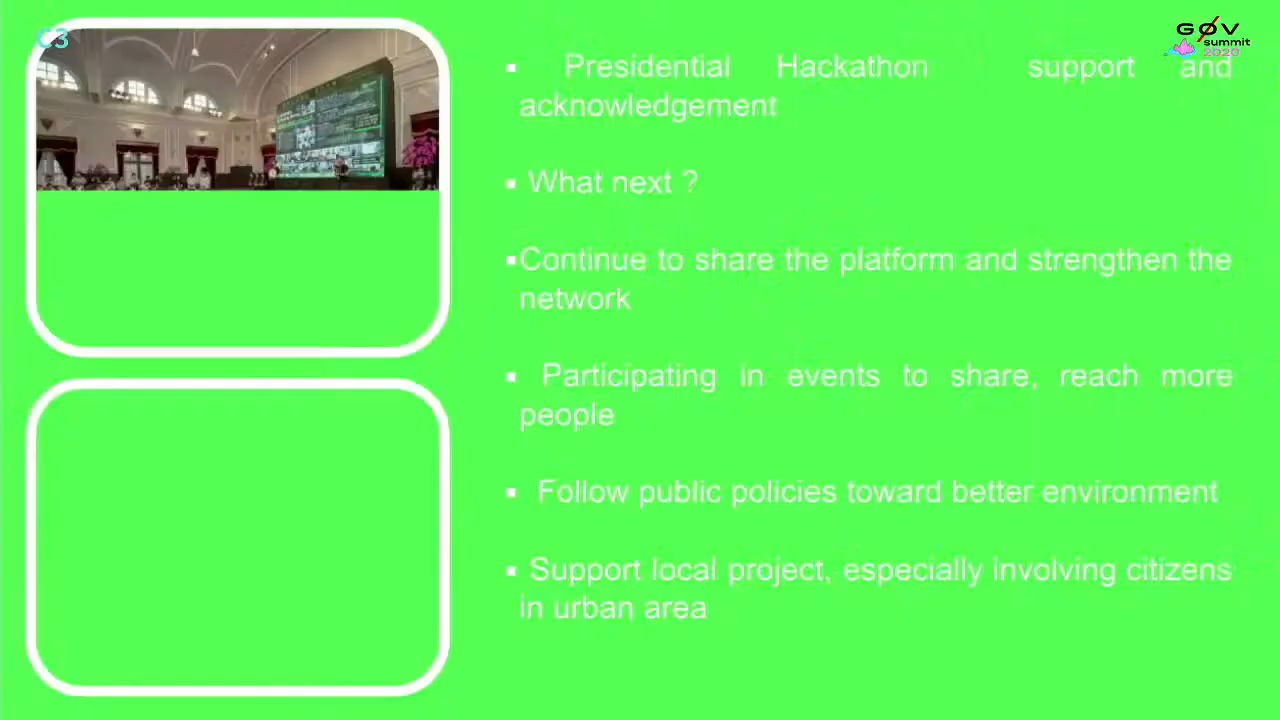 C3
GØV
summit
2020
▪ Presidential Hackathon support and
acknowledgement
▪ What next ?
▪Continue to share the platform and strengthen the
network
▪ Participating in events to share, reach more
people
▪ Follow public policies toward better environment
▪ Support local project, especially involving citizens
in urban area